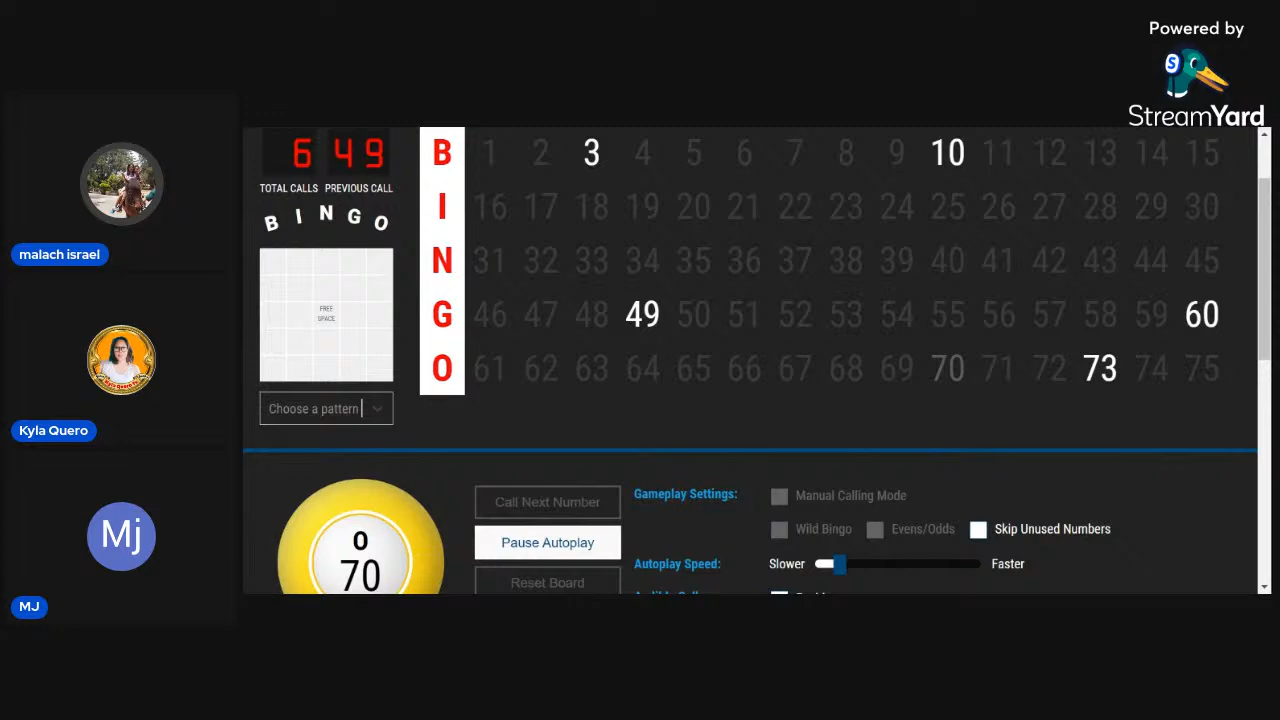 Powered by
StreamYard
6 49
TOTAL CALLS PREVIOUS CALL
BINGO
FREE
SPACE
Choose a pattern
B 1 2 3 4 5 6 7 8 9 10 11 12 13 14 15
I 16 17 18 19 20 21 22 23 24 25 26 27 28 29 30
N 31 32 33 34 35 36 37 38 39 40 41 42 43 44 45
G 46 47 48 49 50 51 52 53 54 55 56 57 58 59 60
O 61 62 63 64 65 66 67 68 69 70 71 72 73 74 75
malach israel
Kyla Quero
Mj
MJ
O
70
Call Next Number
Pause Autoplay
Reset Board
Gameplay Settings:
Manual Calling Mode
Wild Bingo Evens/Odds Skip Unused Numbers
Autoplay Speed:
Slower Faster